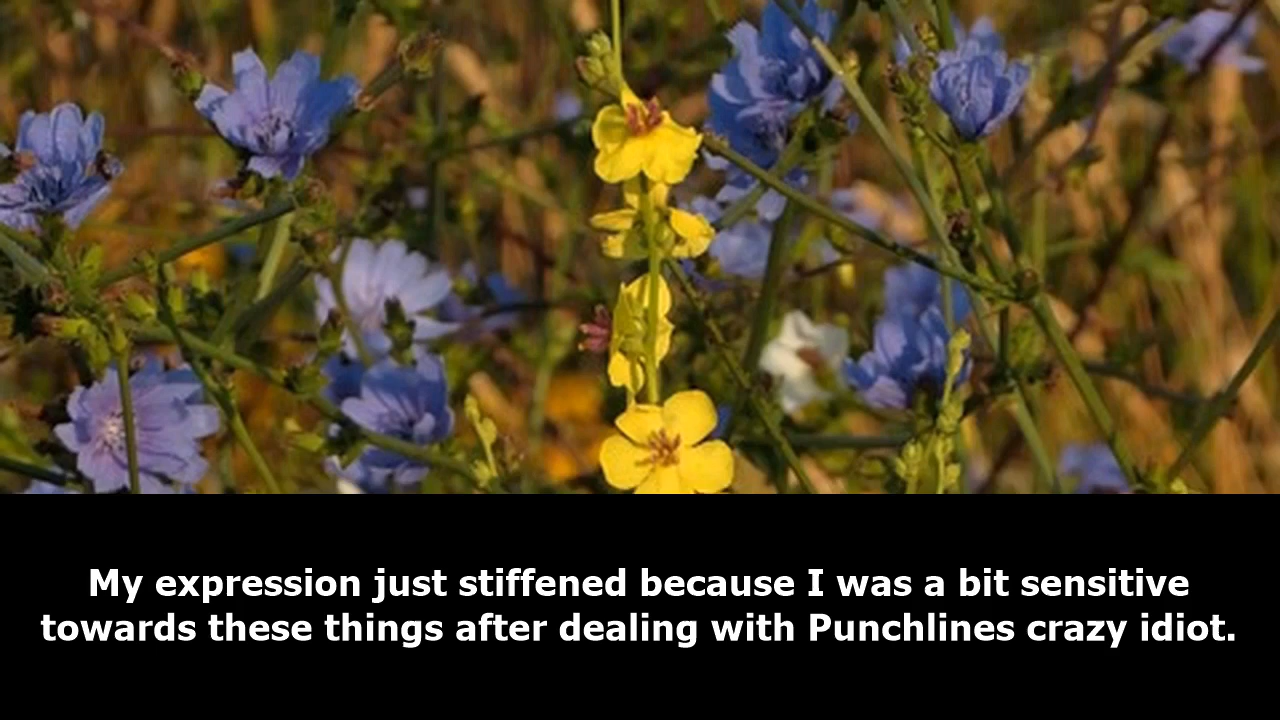 My expression just stiffened because I was a bit sensitive
towards these things after dealing with Punchlines crazy idiot.